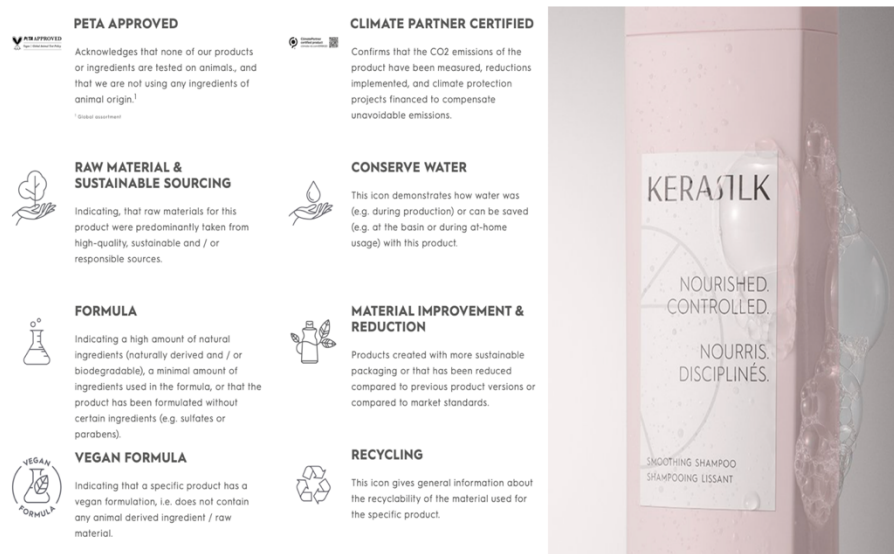 PETA APPROVED
PETA APPROVED
Acknowledges that none of our products
or ingredients are tested on animals., and
that we are not using any ingredients of
animal origin.¹
¹ Global assortment
RAW MATERIAL &
SUSTAINABLE SOURCING
Indicating, that raw materials for this
product were predominantly taken from
high-quality, sustainable and / or
responsible sources.
FORMULA
Indicating a high amount of natural
ingredients (naturally derived and / or
biodegradable), a minimal amount of
ingredients used in the formula, or that the
product has been formulated without
certain ingredients (e.g. sulfates or
parabens).
VEGAN
FORMULA
VEGAN FORMULA
Indicating that a specific product has a
vegan formulation, i.e. does not contain
any animal derived ingredient / raw
material.
CLIMATE PARTNER CERTIFIED
Confirms that the CO2 emissions of the
product have been measured, reductions
implemented, and climate protection
projects financed to compensate
unavoidable emissions.
CONSERVE WATER
This icon demonstrates how water was
(e.g. during production) or can be saved
(e.g. at the basin or during at-home
usage) with this product.
MATERIAL IMPROVEMENT &
REDUCTION
Products created with more sustainable
packaging or that has been reduced
compared to previous product versions or
compared to market standards.
RECYCLING
This icon gives general information about
the recyclability of the material used for
the specific product.
KERASILK
NOURISHED.
CONTROLLED.
NOURRIS.
DISCIPLINÉS.
SMOOTHING SHAMPOO
SHAMPOOING LISSANT